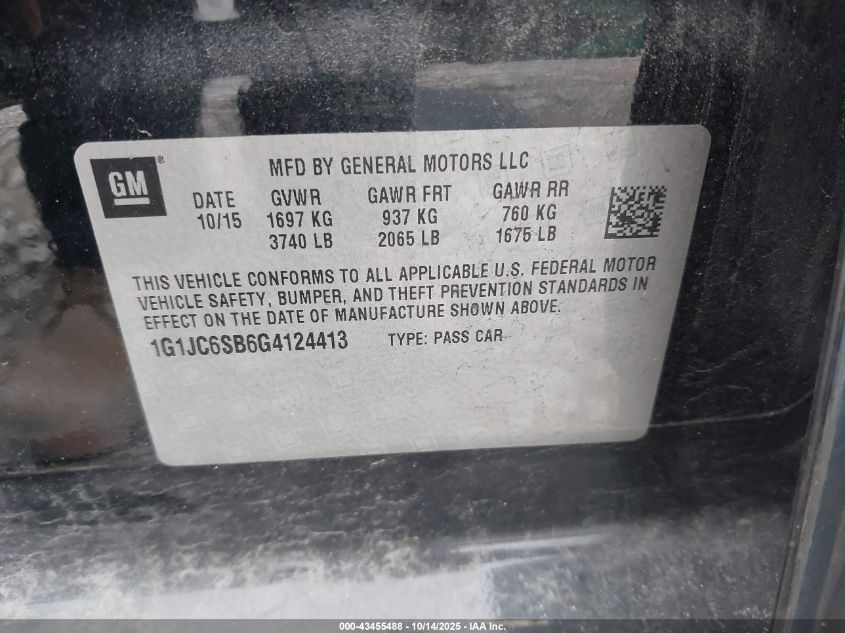 MFD BY GENERAL MOTORS LLC
GM®
DATE GVWR GAWR FRT GAWR RR
10/15 1697 KG 937 KG 760 KG
3740 LB 2065 LB 1675 LB
THIS VEHICLE CONFORMS TO ALL APPLICABLE U.S. FEDERAL MOTOR
VEHICLE SAFETY, BUMPER, AND THEFT PREVENTION STANDARDS IN
EFFECT ON THE DATE OF MANUFACTURE SHOWN ABOVE.
1G1JC6SB6G4124413 TYPE: PASS CAR
000-43455488 - 10/14/2025 - IAA Inc.